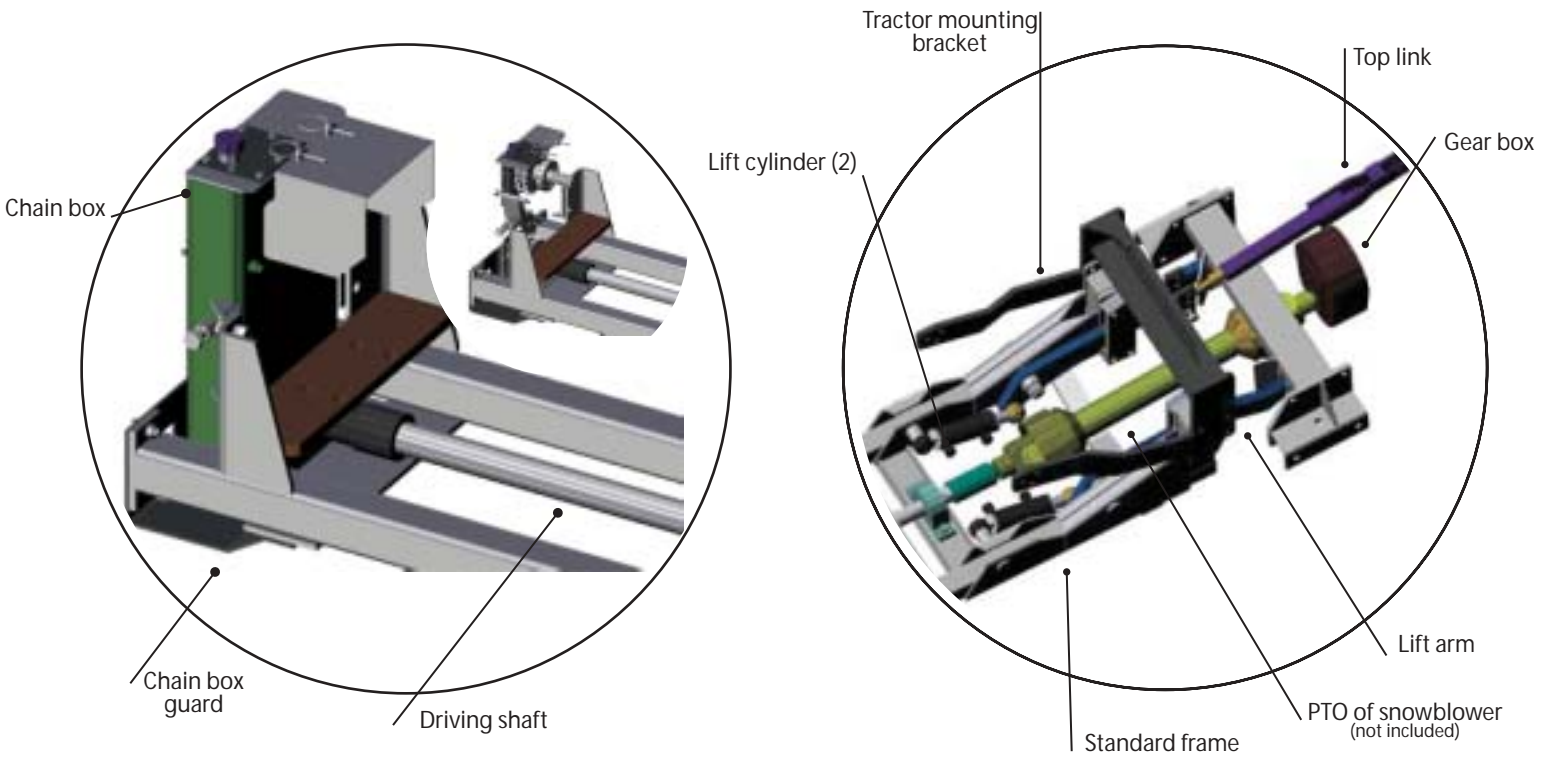 Chain box
Chain box
guard
Driving shaft
Tractor mounting
bracket
Top link
Gear box
Lift cylinder (2)
Lift arm
PTO of snowblower
(not included)
Standard frame